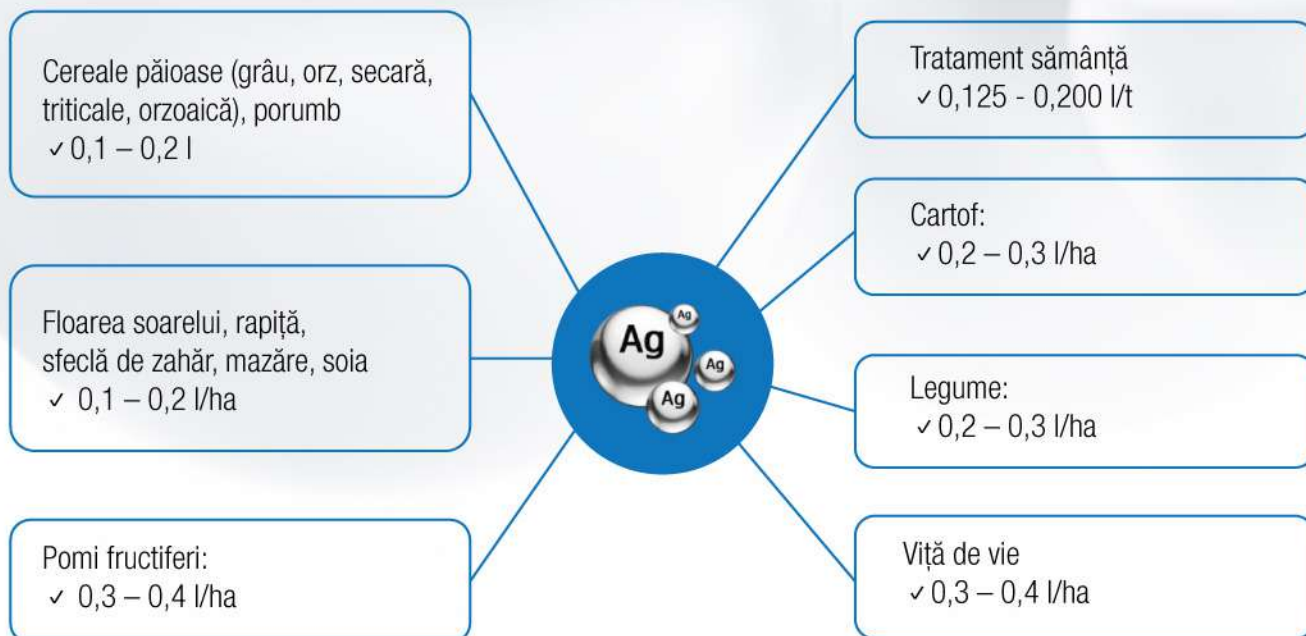 Cereale păioase (grâu, orz, secară,
triticale, orzoaică), porumb
✓ 0,1 – 0,2 l
Floarea soarelui, rapiță,
sfeclă de zahăr, mazăre, soia
✓ 0,1 – 0,2 l/ha
Pomi fructiferi:
✓ 0,3 – 0,4 l/ha
Ag
Ag
Ag
Ag
Tratament sămânță
✓ 0,125 - 0,200 l/t
Cartof:
✓ 0,2 – 0,3 l/ha
Legume:
✓ 0,2 – 0,3 l/ha
Viță de vie
✓ 0,3 – 0,4 l/ha